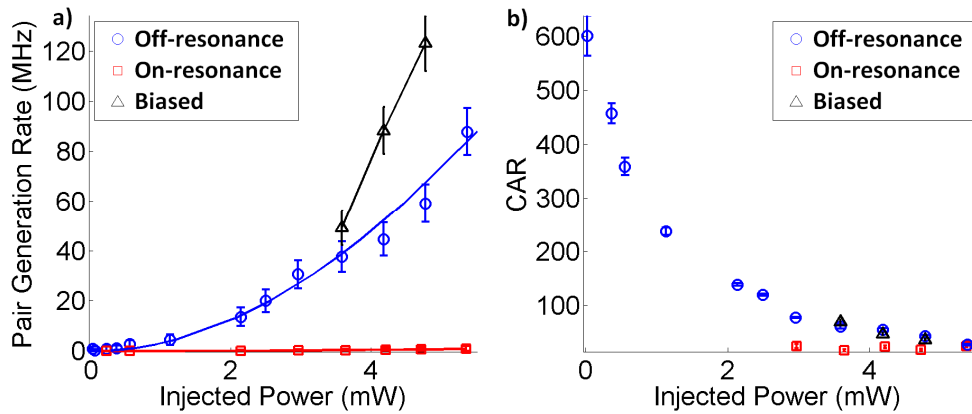 a)
Off-resonance
On-resonance
Biased
Pair Generation Rate (MHz)
120
100
80
60
40
20
0
0 2 4
Injected Power (mW)
b)
Off-resonance
On-resonance
Biased
CAR
600
500
400
300
200
100
0 2 4
Injected Power (mW)